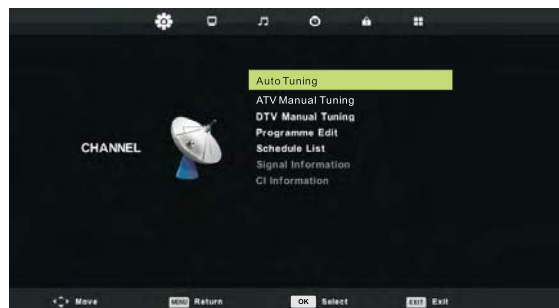 Auto Tuning
ATV Manual Tuning
DTV Manual Tuning
Programme Edit
CHANNEL
Schedule List
Signal Information
CI Information
Move
MENU Return
OK Select
EXIT Exit